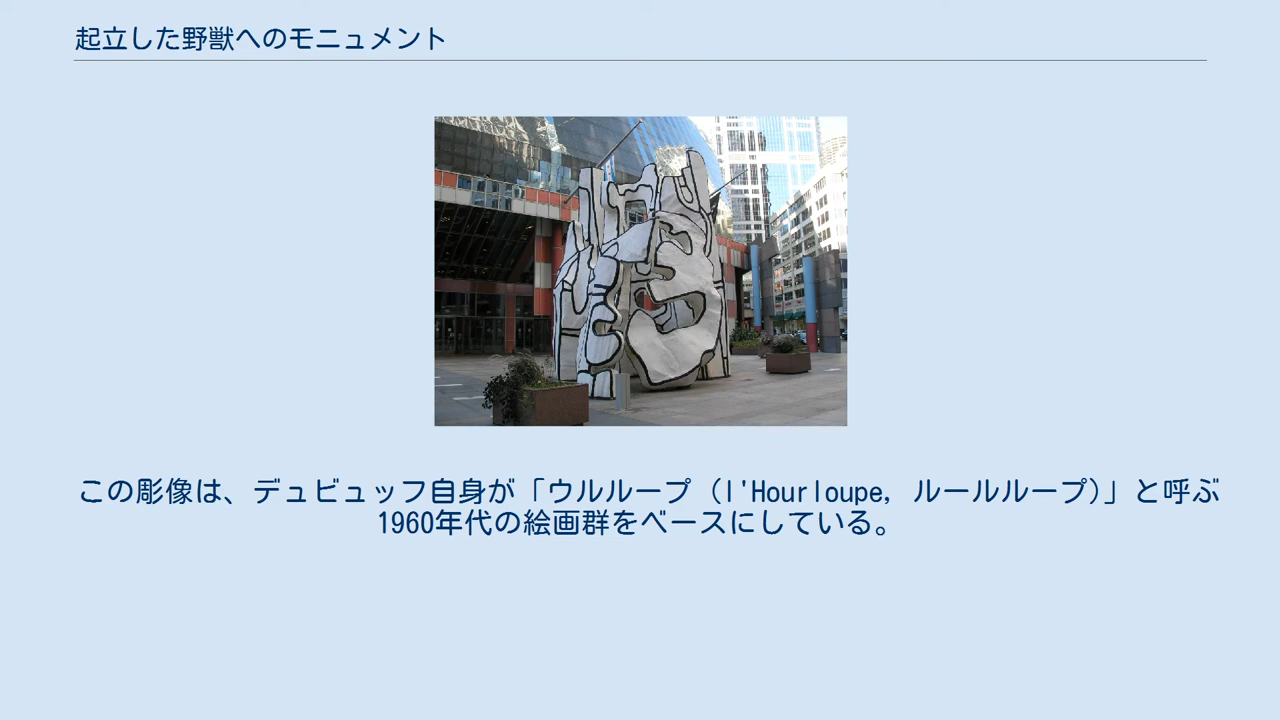 起立した野獣へのモニュメント
この彫像は、デュビュッフ自身が「ウルループ（l'Hourloupe, ルールループ)」と呼ぶ
1960年代の絵画群をベースにしている。